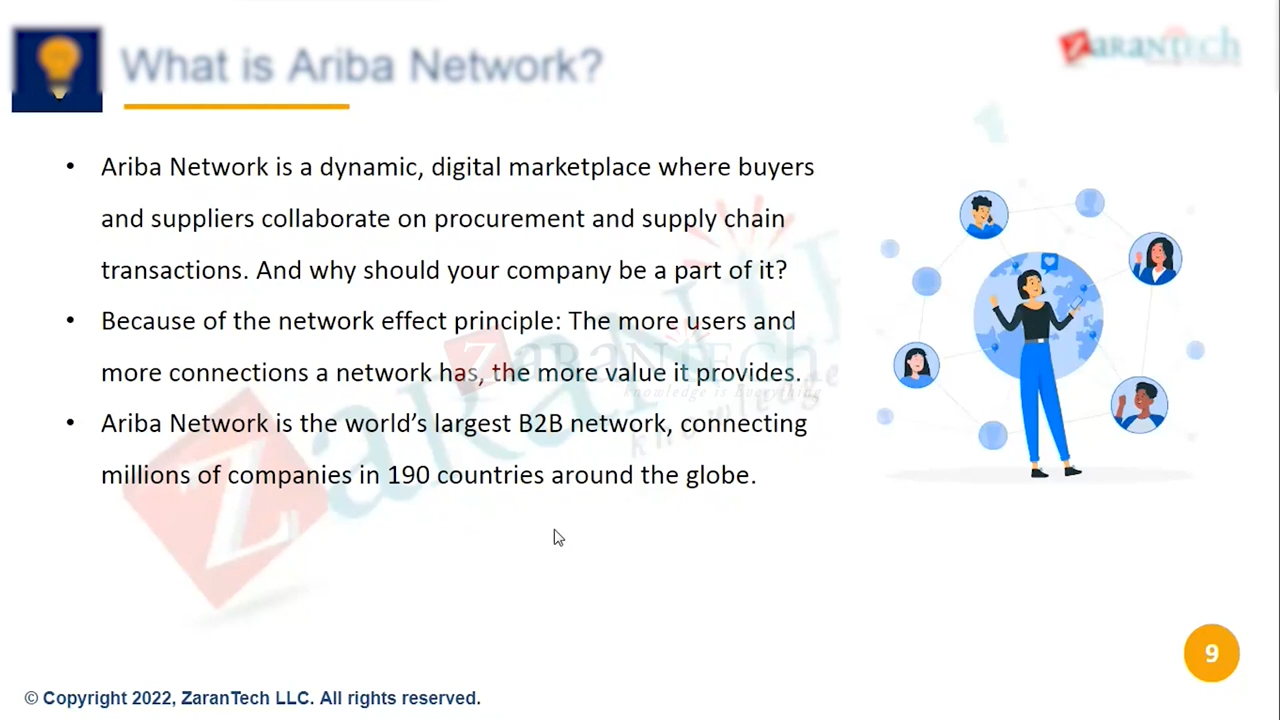 What is Ariba Network?
ZARANTECH
• Ariba Network is a dynamic, digital marketplace where buyers
and suppliers collaborate on procurement and supply chain
transactions. And why should your company be a part of it?
• Because of the network effect principle: The more users and
more connections a network has, the more value it provides.
• Ariba Network is the world’s largest B2B network, connecting
millions of companies in 190 countries around the globe.
ZARANTECH
knowledge is Everything
9
© Copyright 2022, ZaranTech LLC. All rights reserved.